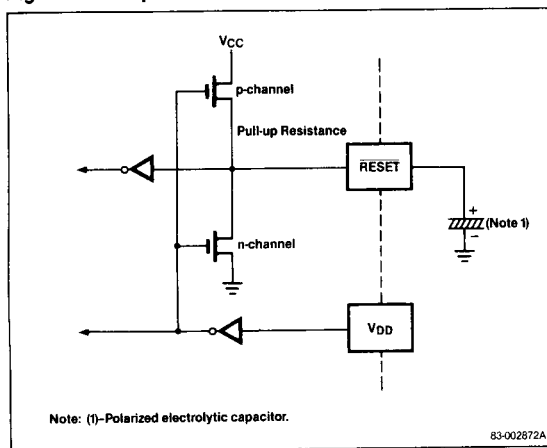 VCC
p-channel
Pull-up Resistance
RESET
+
(Note 1)
−
n-channel
VDD
Note: (1)–Polarized electrolytic capacitor.
83-002872A